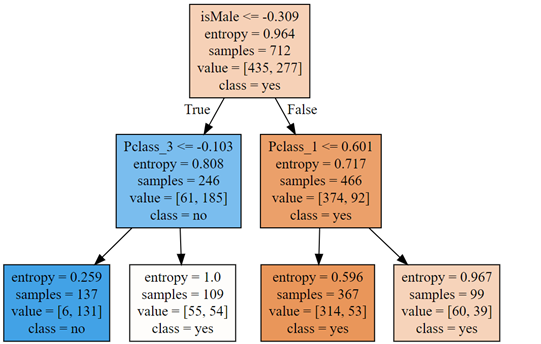 isMale <= -0.309
entropy = 0.964
samples = 712
value = [435, 277]
class = yes
True
False
Pclass_3 <= -0.103
entropy = 0.808
samples = 246
value = [61, 185]
class = no
Pclass_1 <= 0.601
entropy = 0.717
samples = 466
value = [374, 92]
class = yes
entropy = 0.259
samples = 137
value = [6, 131]
class = no
entropy = 1.0
samples = 109
value = [55, 54]
class = yes
entropy = 0.596
samples = 367
value = [314, 53]
class = yes
entropy = 0.967
samples = 99
value = [60, 39]
class = yes